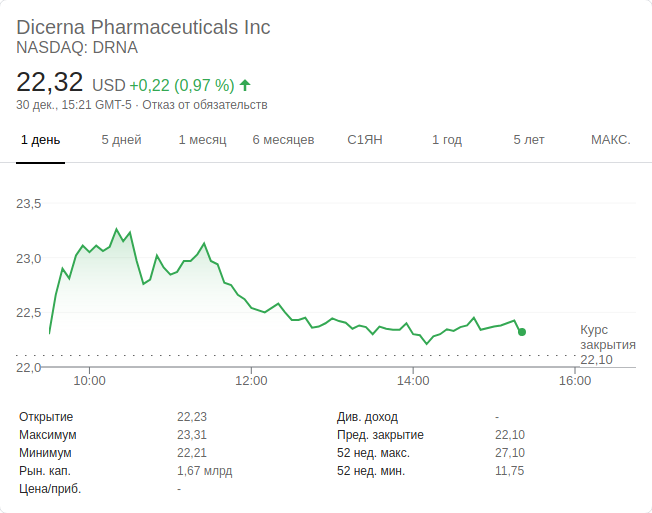 Dicerna Pharmaceuticals Inc
NASDAQ: DRNA
22,32 USD +0,22 (0,97 %)
30 дек., 15:21 GMT-5 · Отказ от обязательств
1 день 5 дней 1 месяц 6 месяцев С1ЯН 1 год 5 лет МАКС.
23,5
23,0
22,5
22,0
Курс
закрытия
22,10
10:00 12:00 14:00 16:00
Открытие 22,23 Див. доход -
Максимум 23,31 Пред. закрытие 22,10
Минимум 22,21 52 нед. макс. 27,10
Рын. кап. 1,67 млрд 52 нед. мин. 11,75
Цена/приб. -